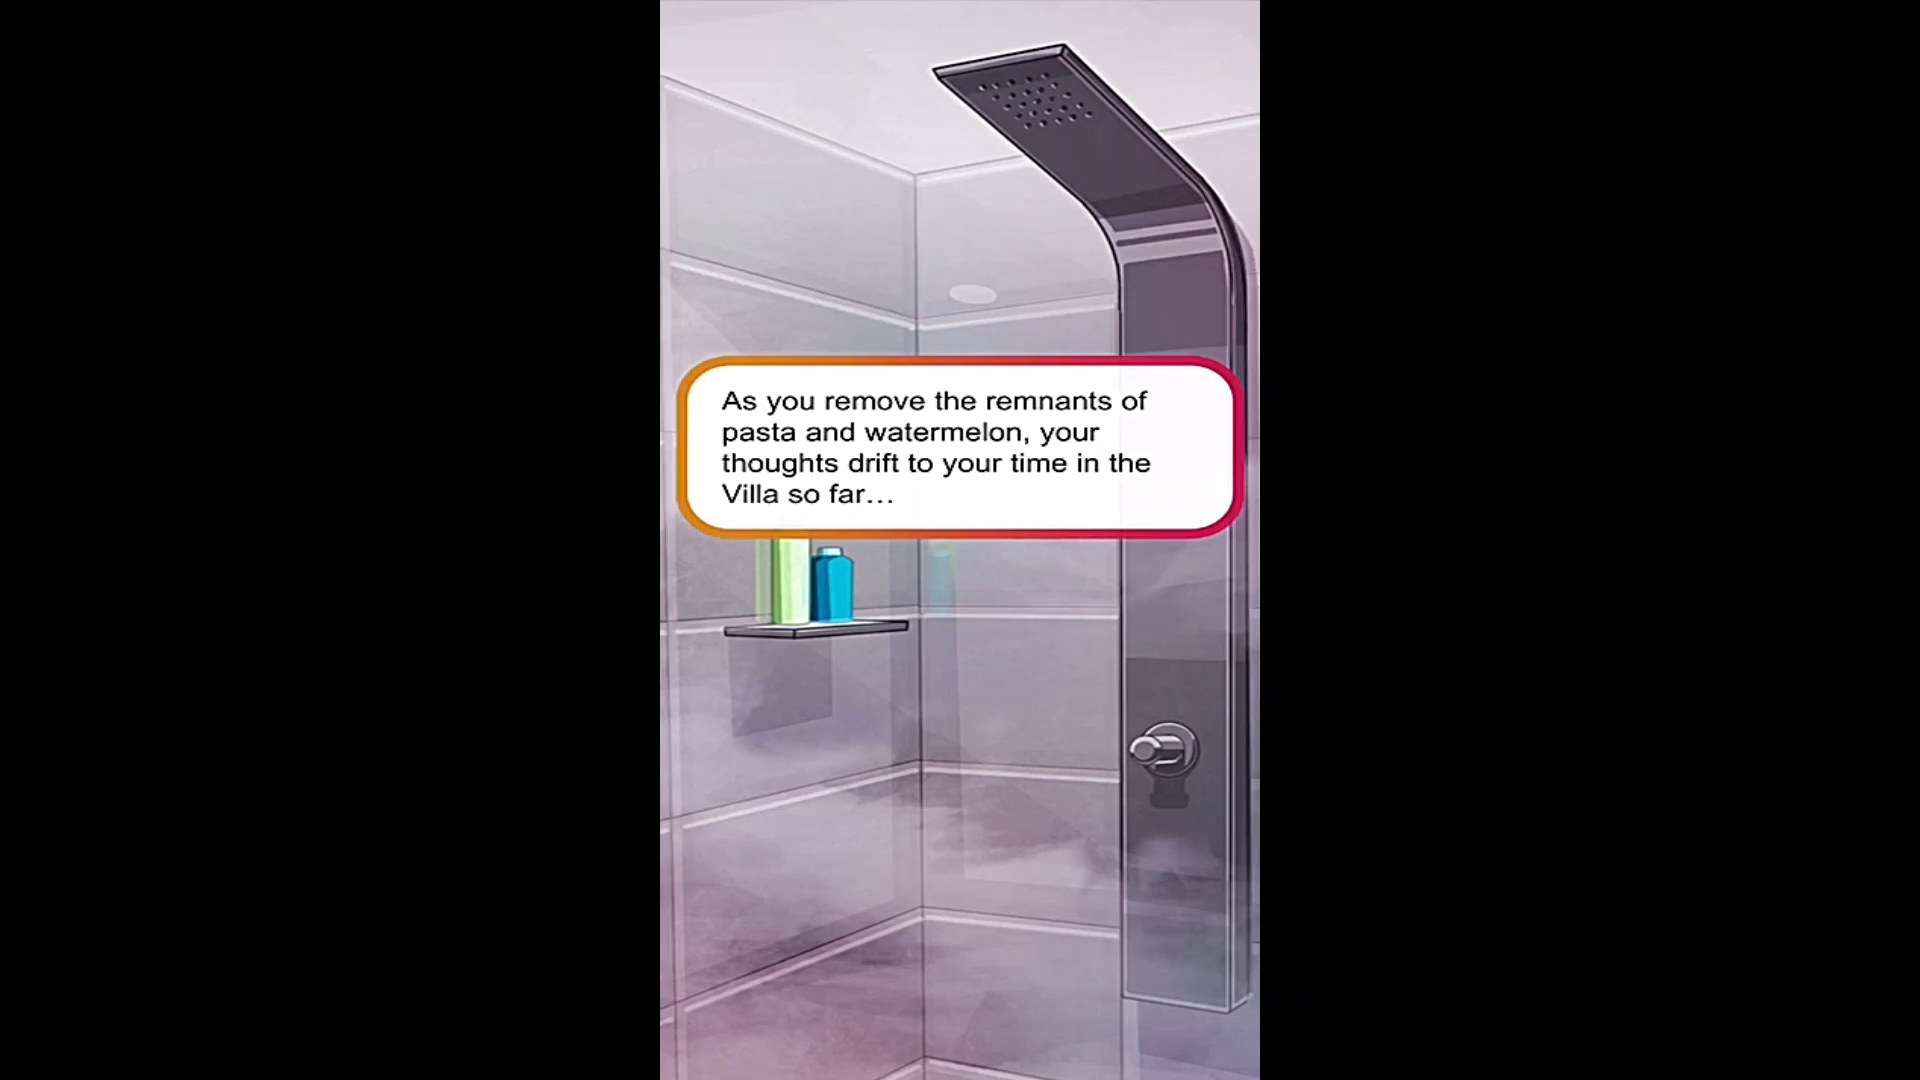 As you remove the remnants of
pasta and watermelon, your
thoughts drift to your time in the
Villa so far...